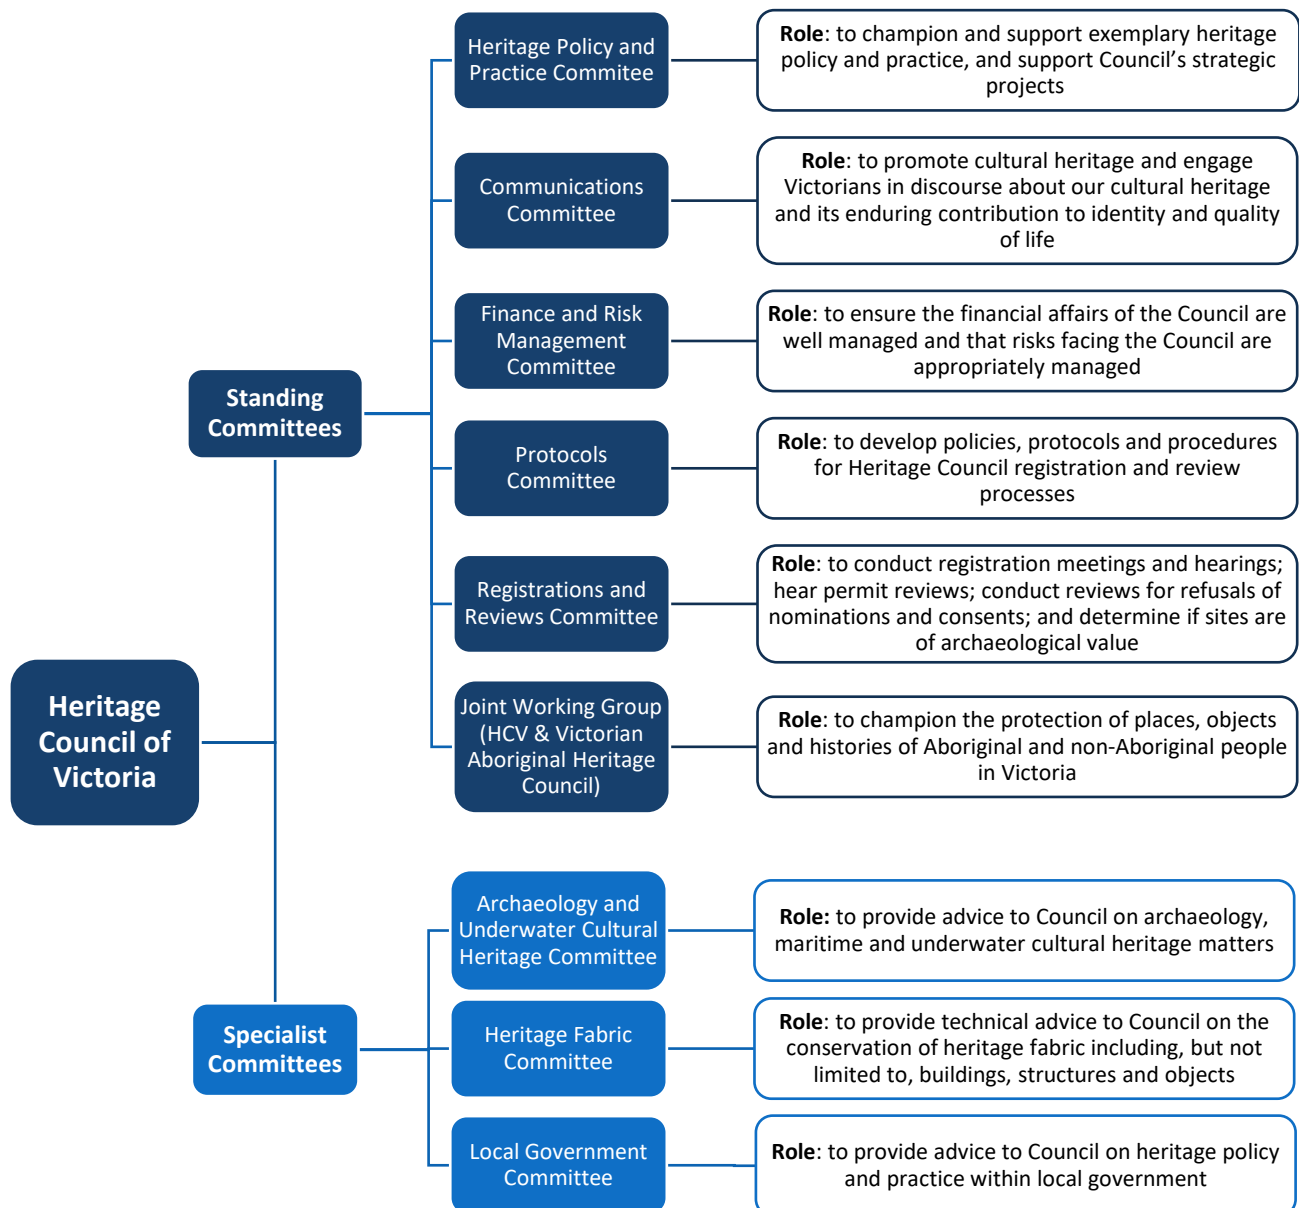 Heritage
Council of
Victoria
Standing
Committees
Heritage Policy and
Practice Commitee
Role: to champion and support exemplary heritage
policy and practice, and support Council's strategic
projects
Communications
Committee
Role: to promote cultural heritage and engage
Victorians in discourse about our cultural heritage
and its enduring contribution to identity and quality
of life
Finance and Risk
Management
Committee
Role: to ensure the financial affairs of the Council are
well managed and that risks facing the Council are
appropriately managed
Protocols
Committee
Role: to develop policies, protocols and procedures
for Heritage Council registration and review
processes
Registrations and
Reviews Committee
Role: to conduct registration meetings and hearings;
hear permit reviews; conduct reviews for refusals of
nominations and consents; and determine if sites are
of archaeological value
Joint Working Group
(HCV & Victorian
Aboriginal Heritage
Council)
Role: to champion the protection of places, objects
and histories of Aboriginal and non-Aboriginal people
in Victoria
Specialist
Committees
Archaeology and
Underwater Cultural
Heritage Committee
Role: to provide advice to Council on archaeology,
maritime and underwater cultural heritage matters
Heritage Fabric
Committee
Role: to provide technical advice to Council on the
conservation of heritage fabric including, but not
limited to, buildings, structures and objects
Local Government
Committee
Role: to provide advice to Council on heritage policy
and practice within local government